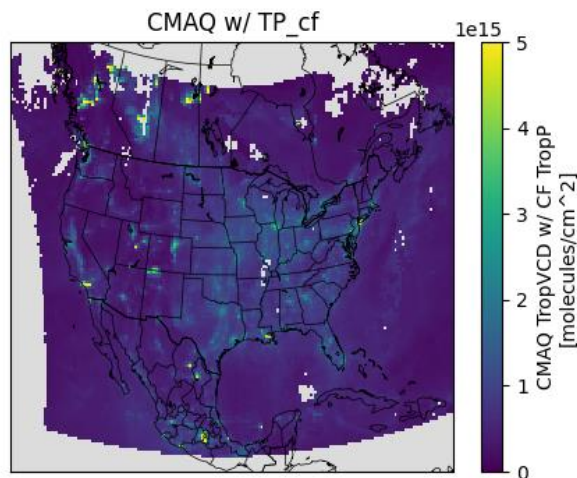 CMAQ w/ TP_cf
1e15
5
4
3
2
1
0
CMAQ TropVCD w/ CF TropP
[molecules/cm^2]